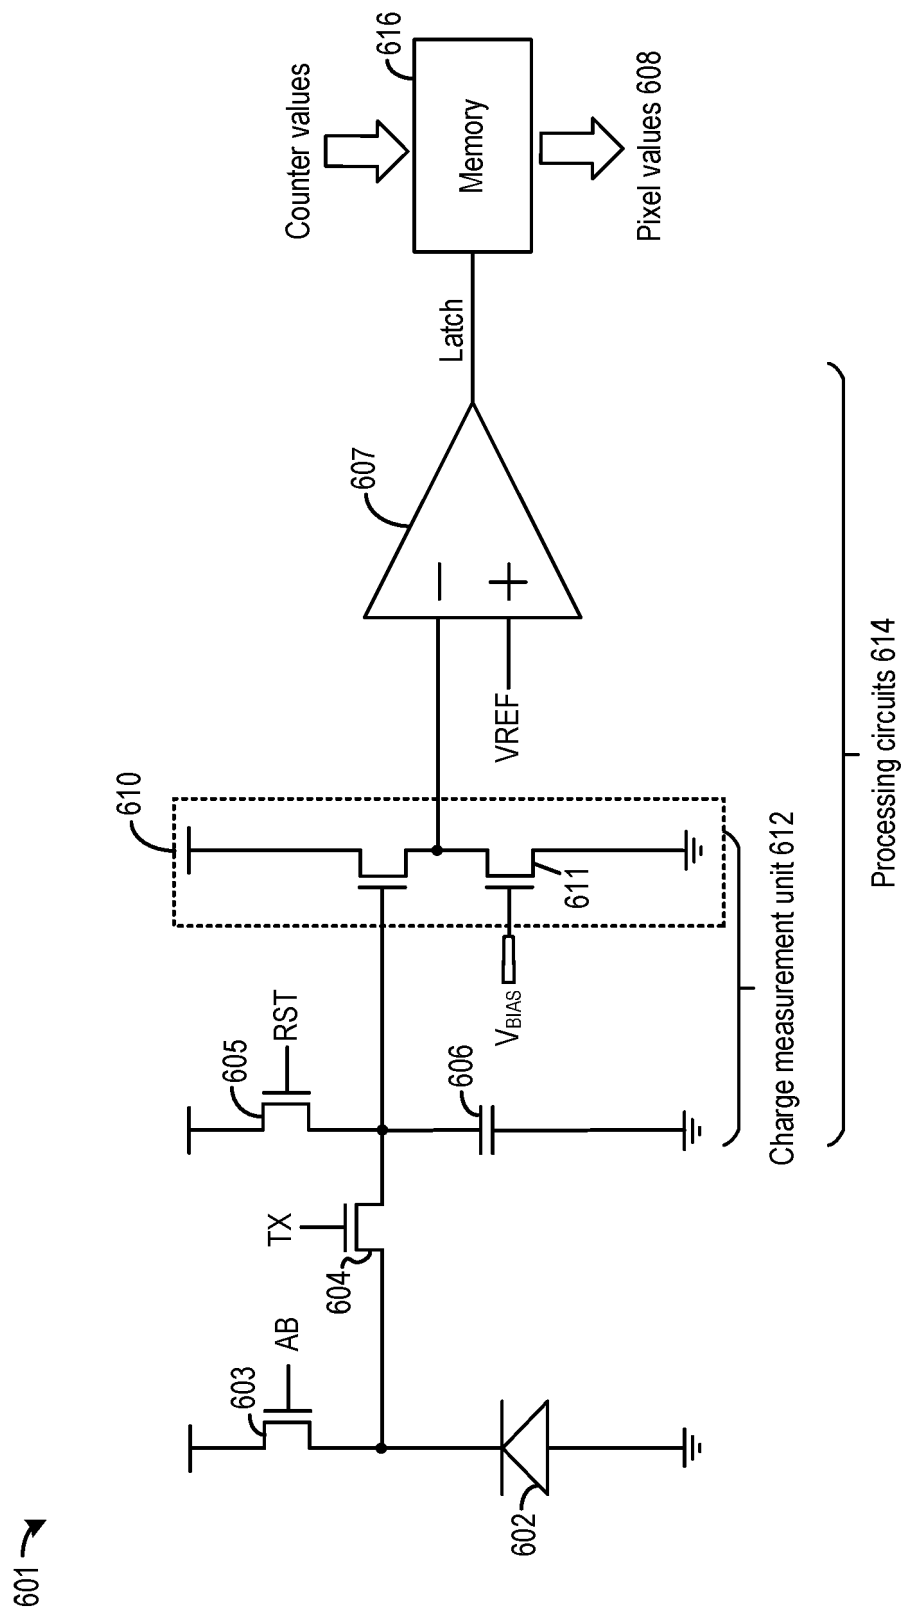 601
603
AB
602
604
TX
605
RST
606
610
V_BIAS
611
VREF
607
Latch
Counter values
616
Memory
Pixel values 608
Charge measurement unit 612
Processing circuits 614